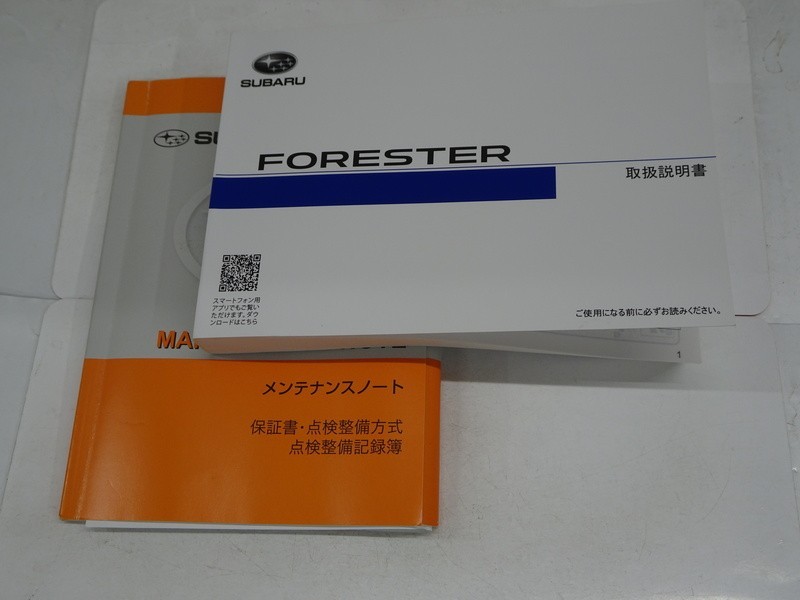 SUBARU
FORESTER
取扱説明書
スマートフォン用
アプリでもご覧い
ただけます。ダウ
ンロードはこちら
ご使用になる前に必ずお読みください。
1
メンテナンスノート
保証書・点検整備方式
点検整備記録簿